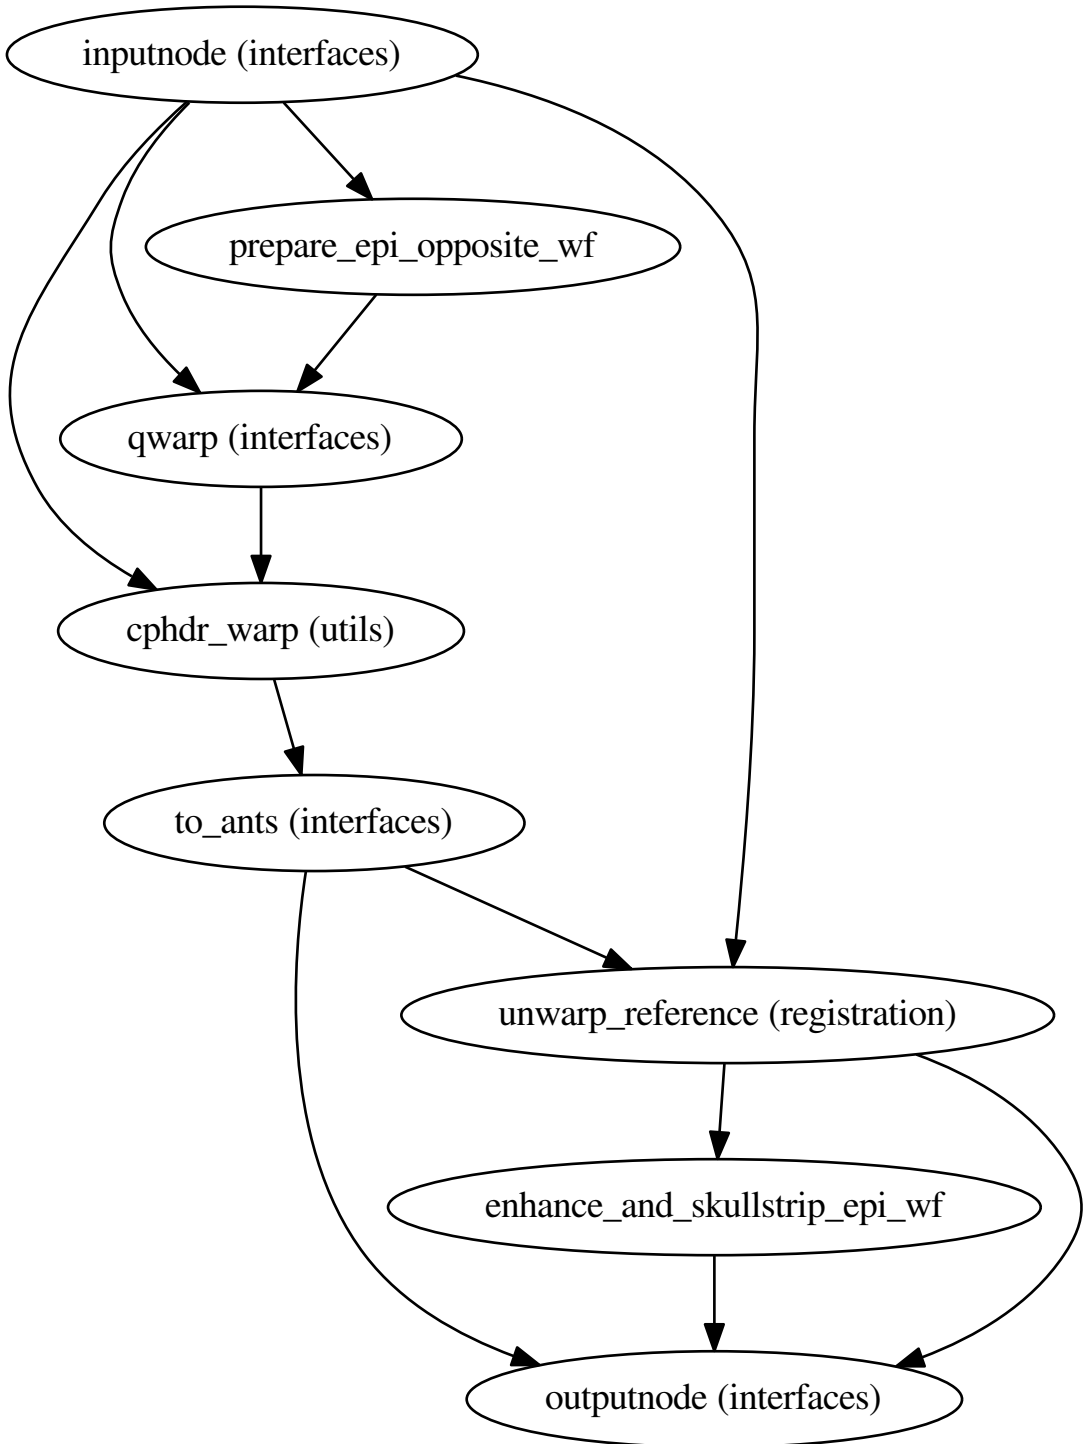 inputnode (interfaces)
prepare_epi_opposite_wf
qwarp (interfaces)
cphdr_warp (utils)
to_ants (interfaces)
unwarp_reference (registration)
enhance_and_skullstrip_epi_wf
outputnode (interfaces)